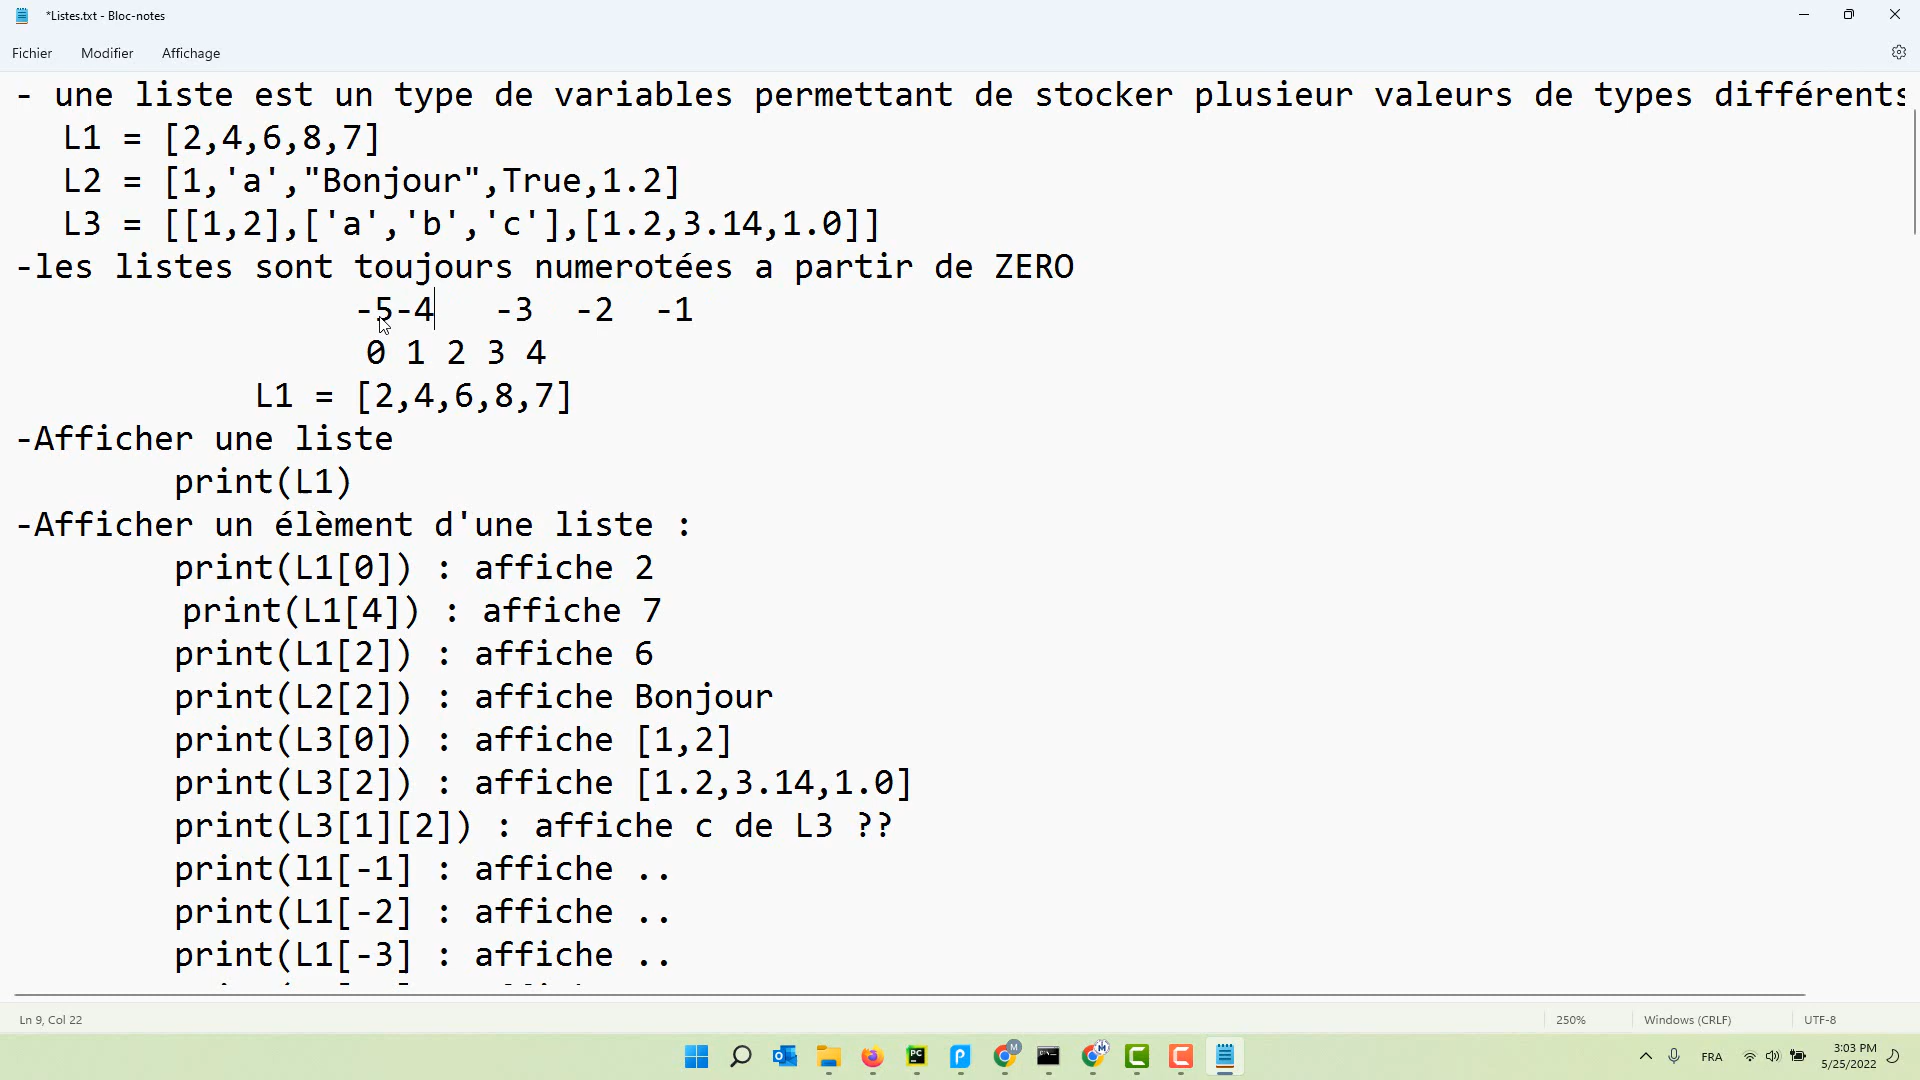 *Listes.txt - Bloc-notes
Fichier Modifier Affichage
- une liste est un type de variables permettant de stocker plusieur valeurs de types différents
L1 = [2,4,6,8,7]
L2 = [1,'a',"Bonjour",True,1.2]
L3 = [[1,2],['a','b','c'],[1.2,3.14,1.0]]
-les listes sont toujours numerotées a partir de ZERO
-5-4 -3 -2 -1
0 1 2 3 4
L1 = [2,4,6,8,7]
-Afficher une liste
print(L1)
-Afficher un élèment d'une liste :
print(L1[0]) : affiche 2
print(L1[4]) : affiche 7
print(L1[2]) : affiche 6
print(L2[2]) : affiche Bonjour
print(L3[0]) : affiche [1,2]
print(L3[2]) : affiche [1.2,3.14,1.0]
print(L3[1][2]) : affiche c de L3 ??
print(l1[-1] : affiche ..
print(L1[-2] : affiche ..
print(L1[-3] : affiche ..
Ln 9, Col 22 250% Windows (CRLF) UTF-8
PC P M M C C FRA 3:03 PM
5/25/2022